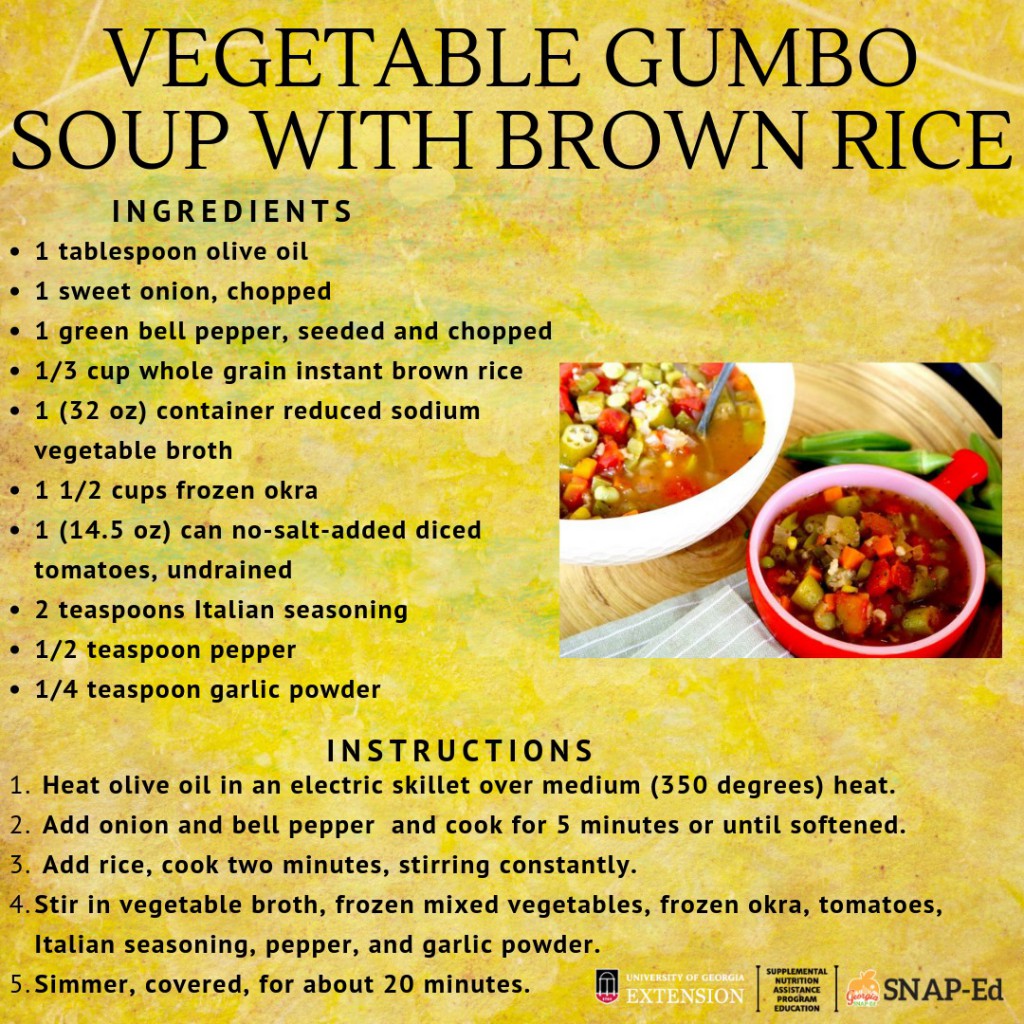 VEGETABLE GUMBO
SOUP WITH BROWN RICE
INGREDIENTS
• 1 tablespoon olive oil
• 1 sweet onion, chopped
• 1 green bell pepper, seeded and chopped
• 1/3 cup whole grain instant brown rice
• 1 (32 oz) container reduced sodium
vegetable broth
• 1 1/2 cups frozen okra
• 1 (14.5 oz) can no-salt-added diced
tomatoes, undrained
• 2 teaspoons Italian seasoning
• 1/2 teaspoon pepper
• 1/4 teaspoon garlic powder
INSTRUCTIONS
1. Heat olive oil in an electric skillet over medium (350 degrees) heat.
2. Add onion and bell pepper and cook for 5 minutes or until softened.
3. Add rice, cook two minutes, stirring constantly.
4. Stir in vegetable broth, frozen mixed vegetables, frozen okra, tomatoes,
Italian seasoning, pepper, and garlic powder.
5. Simmer, covered, for about 20 minutes.
UNIVERSITY OF GEORGIA
EXTENSION
SUPPLEMENTAL
NUTRITION
ASSISTANCE
PROGRAM
EDUCATION
Georgia
SNAP-Ed
SNAP-Ed